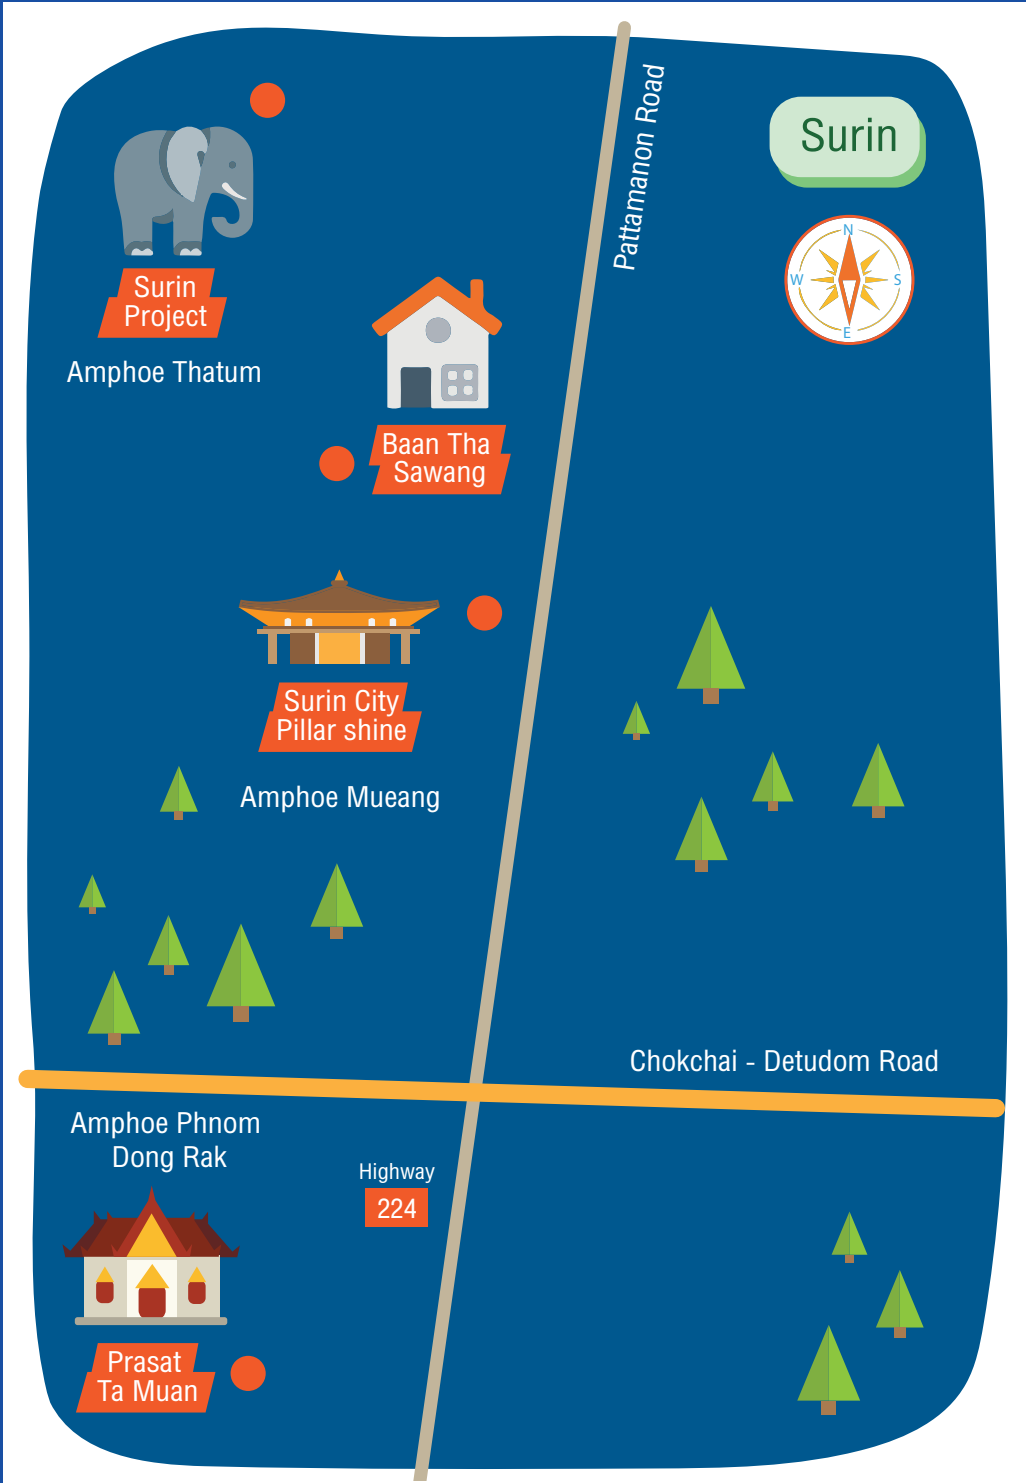 Pattamanon Road
Surin
N
W
S
E
Surin
Project
Amphoe Thatum
Baan Tha
Sawang
Surin City
Pillar shine
Amphoe Mueang
Chokchai - Detudom Road
Amphoe Phnom
Dong Rak
Highway
224
Prasat
Ta Muan